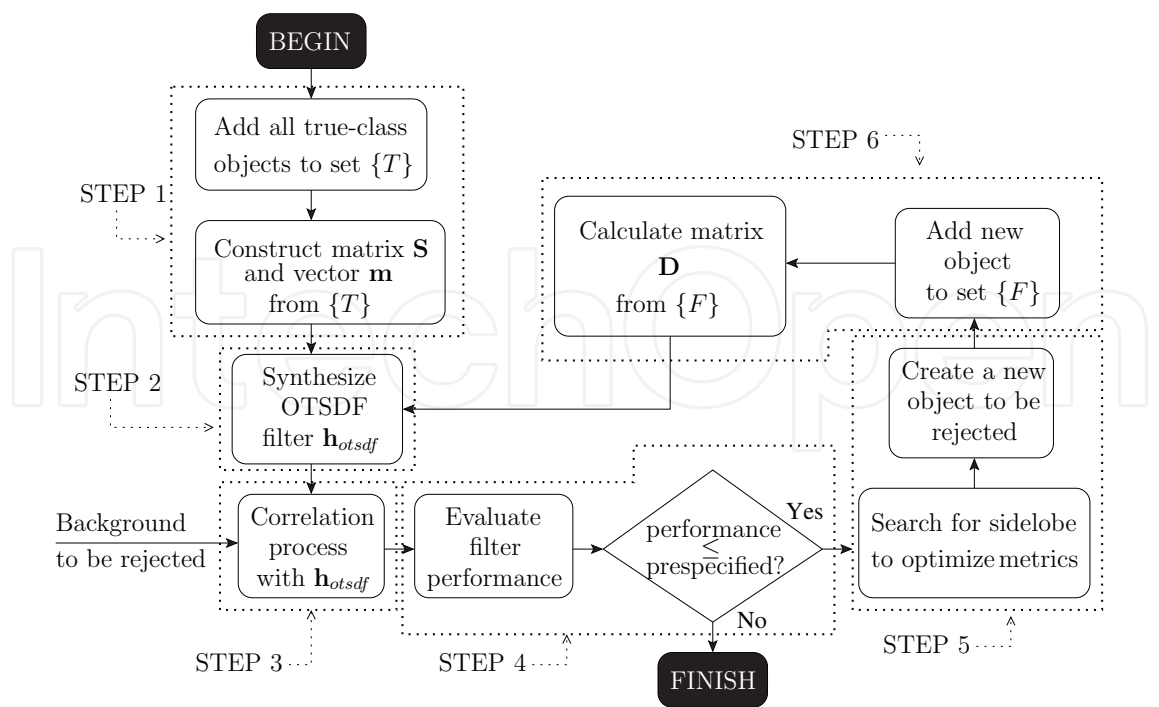 BEGIN
Add all true-class
objects to set {T}
STEP 1
Construct matrix S
and vector m
from {T}
STEP 2
Synthesize
OTSDF
filter h_otsdf
Background
to be rejected
Correlation
process
with h_otsdf
STEP 3
Evaluate
filter
performance
performance
≤
prespecified?
Yes
No
STEP 4
FINISH
Search for sidelobe
to optimize metrics
STEP 5
Create a new
object to be
rejected
STEP 6
Add new
object
to set {F}
Calculate matrix
D
from {F}
IntechOpen